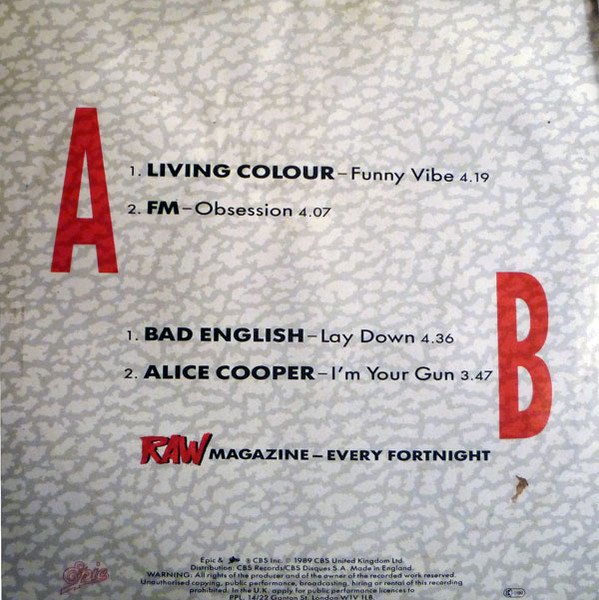 A
1. LIVING COLOUR – Funny Vibe 4.19
2. FM – Obsession 4.07
B
1. BAD ENGLISH – Lay Down 4.36
2. ALICE COOPER – I'm Your Gun 3.47
RAW MAGAZINE – EVERY FORTNIGHT
Epic
Epic & ℗ CBS Inc. © 1989 CBS United Kingdom Ltd.
Distribution: CBS Records/CBS Disques S.A. Made in England.
WARNING: All rights of the producer and of the owner of the recorded work reserved.
Unauthorised copying, public performance, broadcasting, hiring or rental of this recording
prohibited. In the U.K. apply for public performance licences to
PPL, 14/22 Ganton St. London W1V 1LB